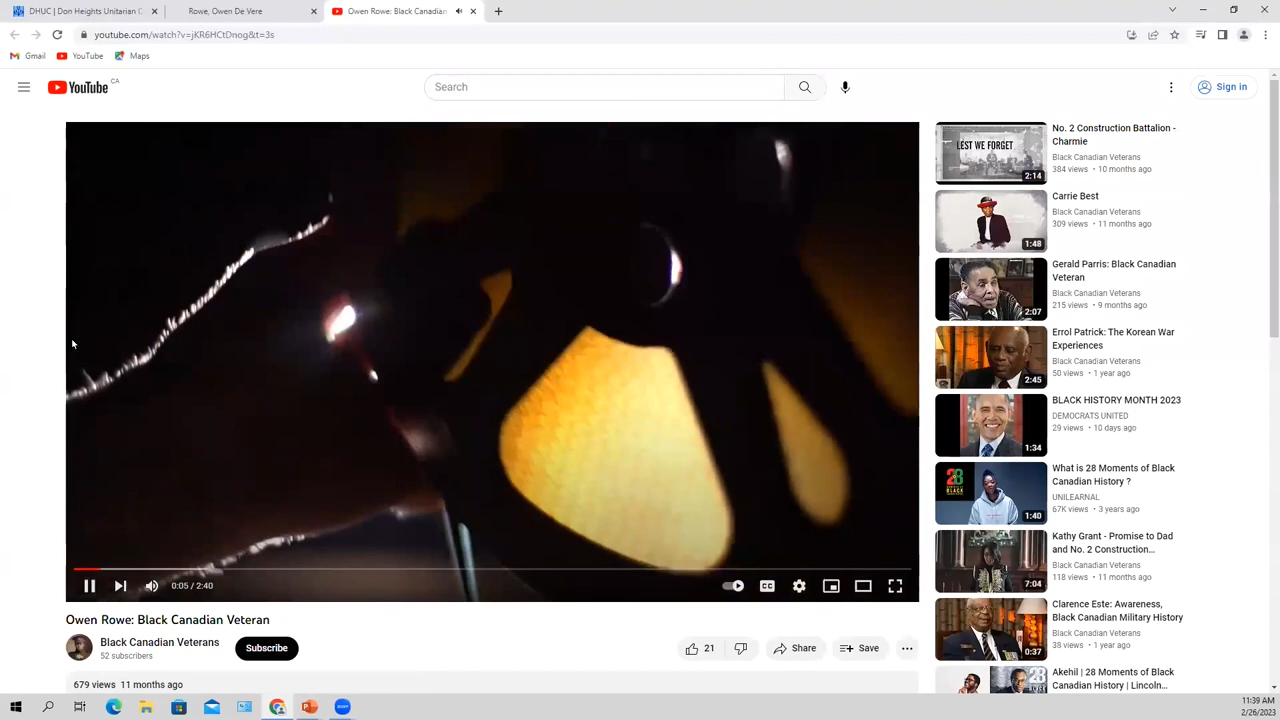 DHUC | Don Heights Unitarian C
Rowe, Owen De Vere
Owen Rowe: Black Canadian
youtube.com/watch?v=jKR6HCtDnog&t=3s
Gmail
YouTube
Maps
YouTube CA
Search
Sign in
0:05 / 2:40
CC
Owen Rowe: Black Canadian Veteran
Black Canadian Veterans
52 subscribers
Subscribe
21
Share
Save
679 views 11 months ago
LEST WE FORGET
2:14
No. 2 Construction Battalion -
Charmie
Black Canadian Veterans
384 views • 10 months ago
1:48
Carrie Best
Black Canadian Veterans
309 views • 11 months ago
2:07
Gerald Parris: Black Canadian
Veteran
Black Canadian Veterans
215 views • 9 months ago
2:45
Errol Patrick: The Korean War
Experiences
Black Canadian Veterans
50 views • 1 year ago
1:34
BLACK HISTORY MONTH 2023
DEMOCRATS UNITED
29 views • 10 days ago
28
1:40
What is 28 Moments of Black
Canadian History ?
UNILEARNAL
67K views • 3 years ago
7:04
Kathy Grant - Promise to Dad
and No. 2 Construction...
Black Canadian Veterans
118 views • 11 months ago
0:37
Clarence Este: Awareness,
Black Canadian Military History
Black Canadian Veterans
38 views • 1 year ago
28
Akehil | 28 Moments of Black
Canadian History | Lincoln...
zoom
11:39 AM
2/26/2023